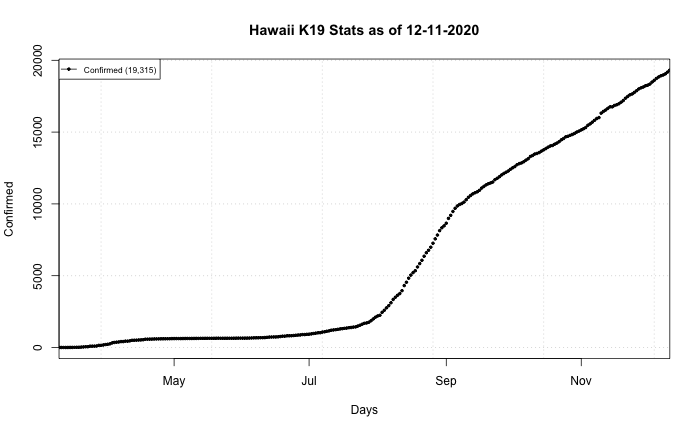 Hawaii K19 Stats as of 12-11-2020
Confirmed (19,315)
20000
15000
10000
5000
0
Confirmed
May Jul Sep Nov
Days